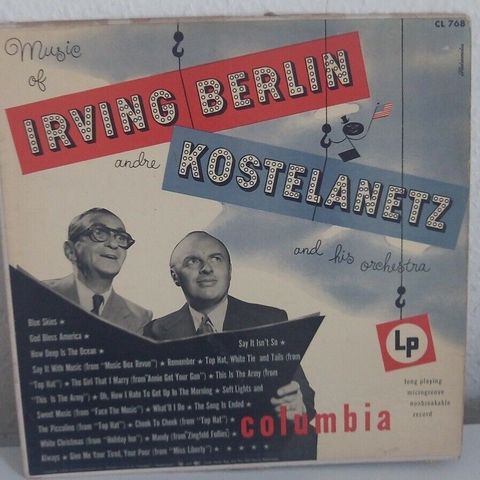 CL 768
Music
of
IRVING BERLIN
andre
KOSTELANETZ
and his orchestra
Blue Skies ★
God Bless America ★
Say It Isn't So ★
How Deep Is The Ocean ★
Say It With Music (from "Music Box Revue") ★ Remember ★ Top Hat, White Tie and Tails (from
"Top Hat") ★ The Girl That I Marry (from "Annie Get Your Gun") ★ This Is The Army (from
"This Is The Army") ★ Oh, How I Hate To Get Up In The Morning ★ Soft Lights and
Sweet Music (from "Face The Music") ★ What'll I Do ★ The Song Is Ended ★
The Piccolino (from "Top Hat") ★ Cheek To Cheek (from "Top Hat") ★
White Christmas (from "Holiday Inn") ★ Mandy (from "Ziegfeld Follies") ★
Always ★ Give Me Your Tired, Your Poor (from "Miss Liberty") ★ ★ ★ ★ ★
Lp
long playing
microgroove
nonbreakable
record
columbia